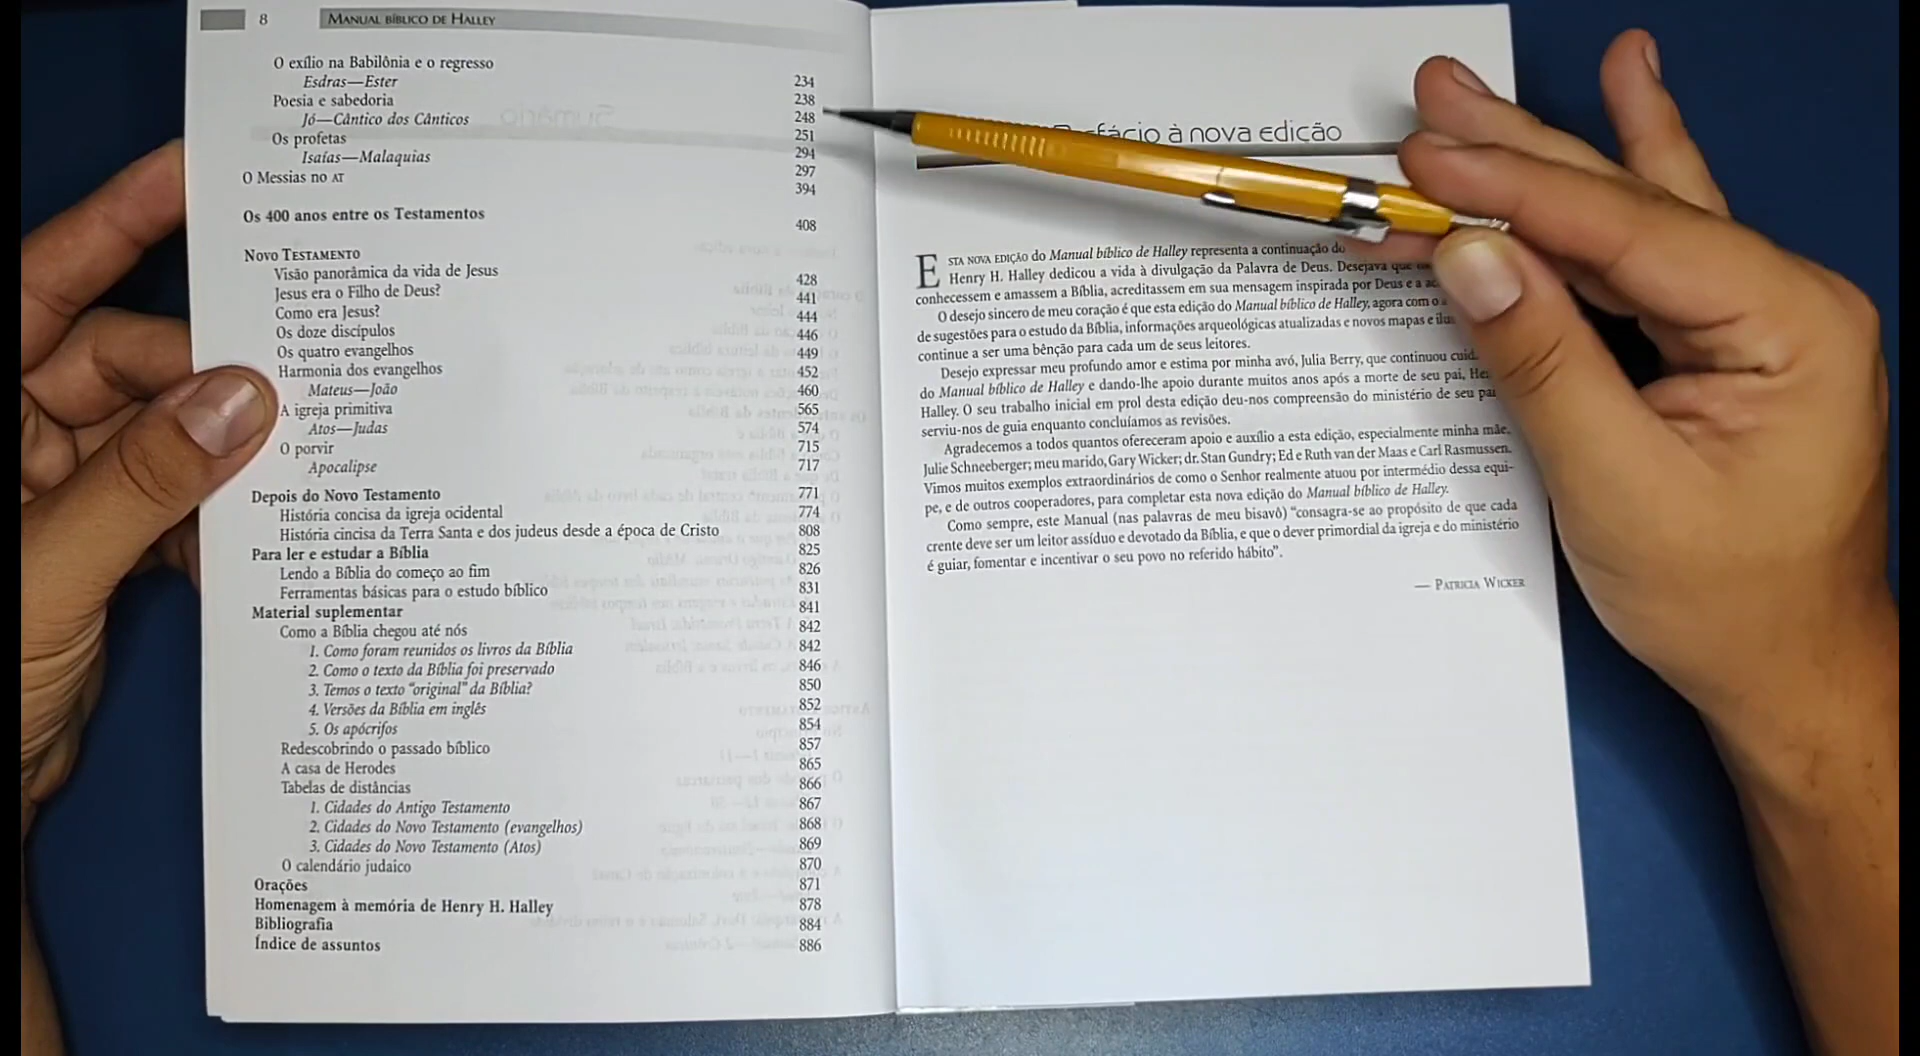 8 MANUAL BÍBLICO DE HALLEY
O exílio na Babilônia e o regresso 234
Esdras—Ester 238
Poesia e sabedoria 248
Jó—Cântico dos Cânticos 251
Os profetas 294
Isaías—Malaquias 297
O Messias no AT 394
Os 400 anos entre os Testamentos 408
NOVO TESTAMENTO
Visão panorâmica da vida de Jesus 428
Jesus era o Filho de Deus? 441
Como era Jesus? 444
Os doze discípulos 446
Os quatro evangelhos 449
Harmonia dos evangelhos 452
Mateus—João 460
A igreja primitiva 565
Atos—Judas 574
O porvir 715
Apocalipse 717
Depois do Novo Testamento 771
História concisa da igreja ocidental 774
História cincisa da Terra Santa e dos judeus desde a época de Cristo 808
Para ler e estudar a Bíblia 825
Lendo a Bíblia do começo ao fim 826
Ferramentas básicas para o estudo bíblico 831
Material suplementar 841
Como a Bíblia chegou até nós 842
1. Como foram reunidos os livros da Bíblia 842
2. Como o texto da Bíblia foi preservado 846
3. Temos o texto “original” da Bíblia? 850
4. Versões da Bíblia em inglês 852
5. Os apócrifos 854
Redescobrindo o passado bíblico 857
A casa de Herodes 865
Tabelas de distâncias 866
1. Cidades do Antigo Testamento 867
2. Cidades do Novo Testamento (evangelhos) 868
3. Cidades do Novo Testamento (Atos) 869
O calendário judaico 870
Orações 871
Homenagem à memória de Henry H. Halley 878
Bibliografia 884
Índice de assuntos 886
à nova edição
ESTA NOVA EDIÇÃO do Manual bíblico de Halley representa a continuação do
Henry H. Halley dedicou a vida à divulgação da Palavra de Deus. Desejava que
conhecessem e amassem a Bíblia, acreditassem em sua mensagem inspirada por Deus e a
O desejo sincero de meu coração é que esta edição do Manual bíblico de Halley, agora com o
de sugestões para o estudo da Bíblia, informações arqueológicas atualizadas e novos mapas e
continue a ser uma bênção para cada um de seus leitores.
Desejo expressar meu profundo amor e estima por minha avó, Julia Berry, que continuou
do Manual bíblico de Halley e dando-lhe apoio durante muitos anos após a morte de seu pai,
Halley. O seu trabalho inicial em prol desta edição deu-nos compreensão do ministério de seu
serviu-nos de guia enquanto concluíamos as revisões.
Agradecemos a todos quantos ofereceram apoio e auxílio a esta edição, especialmente minha mãe,
Julie Schneeberger; meu marido, Gary Wicker; dr. Stan Gundry; Ed e Ruth van der Maas e Carl Rasmussen.
Vimos muitos exemplos extraordinários de como o Senhor realmente atuou por intermédio dessa equi-
pe, e de outros cooperadores, para completar esta nova edição do Manual bíblico de Halley.
Como sempre, este Manual (nas palavras de meu bisavô) “consagra-se ao propósito de que cada
crente deve ser um leitor assíduo e devotado da Bíblia, e que o dever primordial da igreja e do ministério
é guiar, fomentar e incentivar o seu povo no referido hábito”.
— PATRICIA WICKER